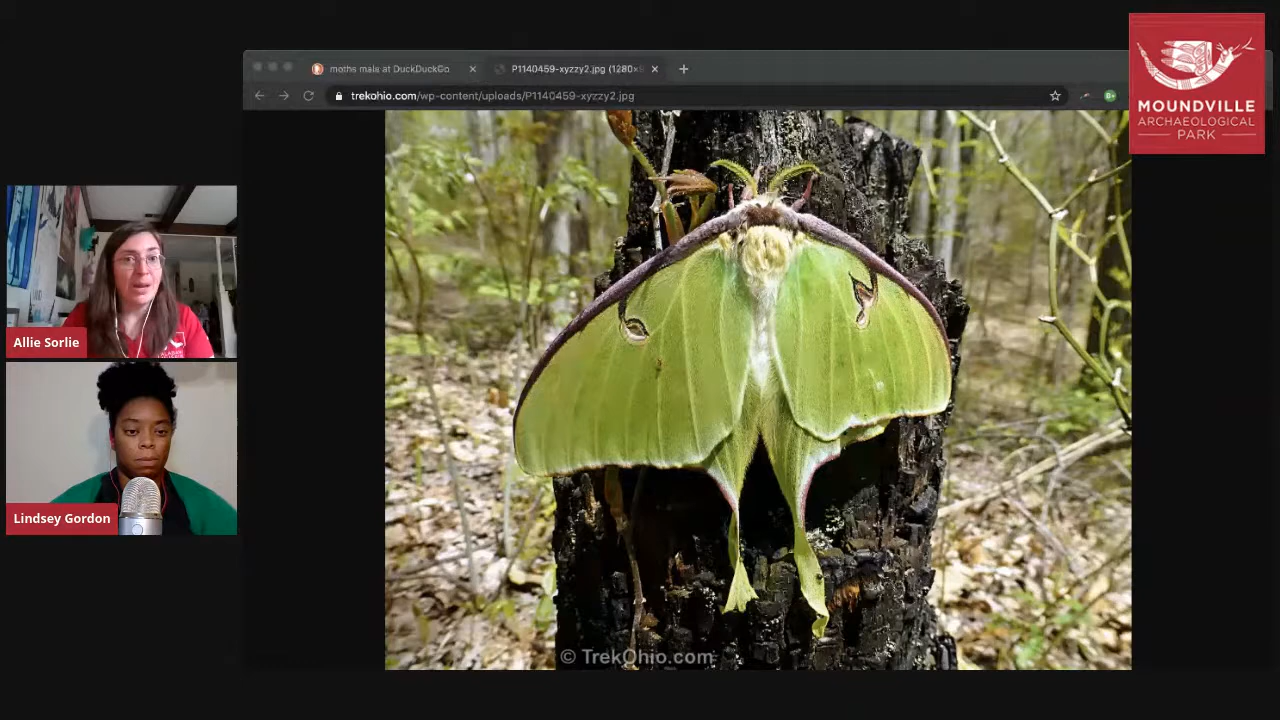 moths male at DuckDuckGo
P1140459-xyzzy2.jpg (1280×
trekohio.com/wp-content/uploads/P1140459-xyzzy2.jpg
MOUNDVILLE
ARCHAEOLOGICAL
PARK
Allie Sorlie
Lindsey Gordon
© TrekOhio.com